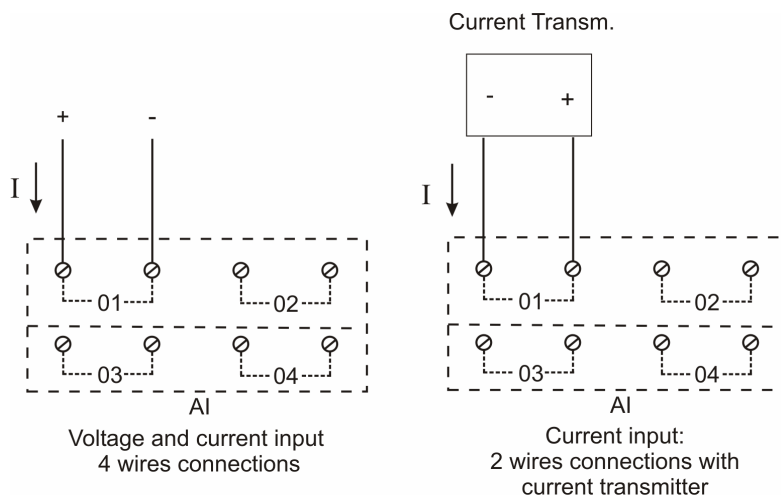 Current Transm.
- +
+ -
I
I
01 02
03 04
AI
Voltage and current input
4 wires connections
01 02
03 04
AI
Current input:
2 wires connections with
current transmitter